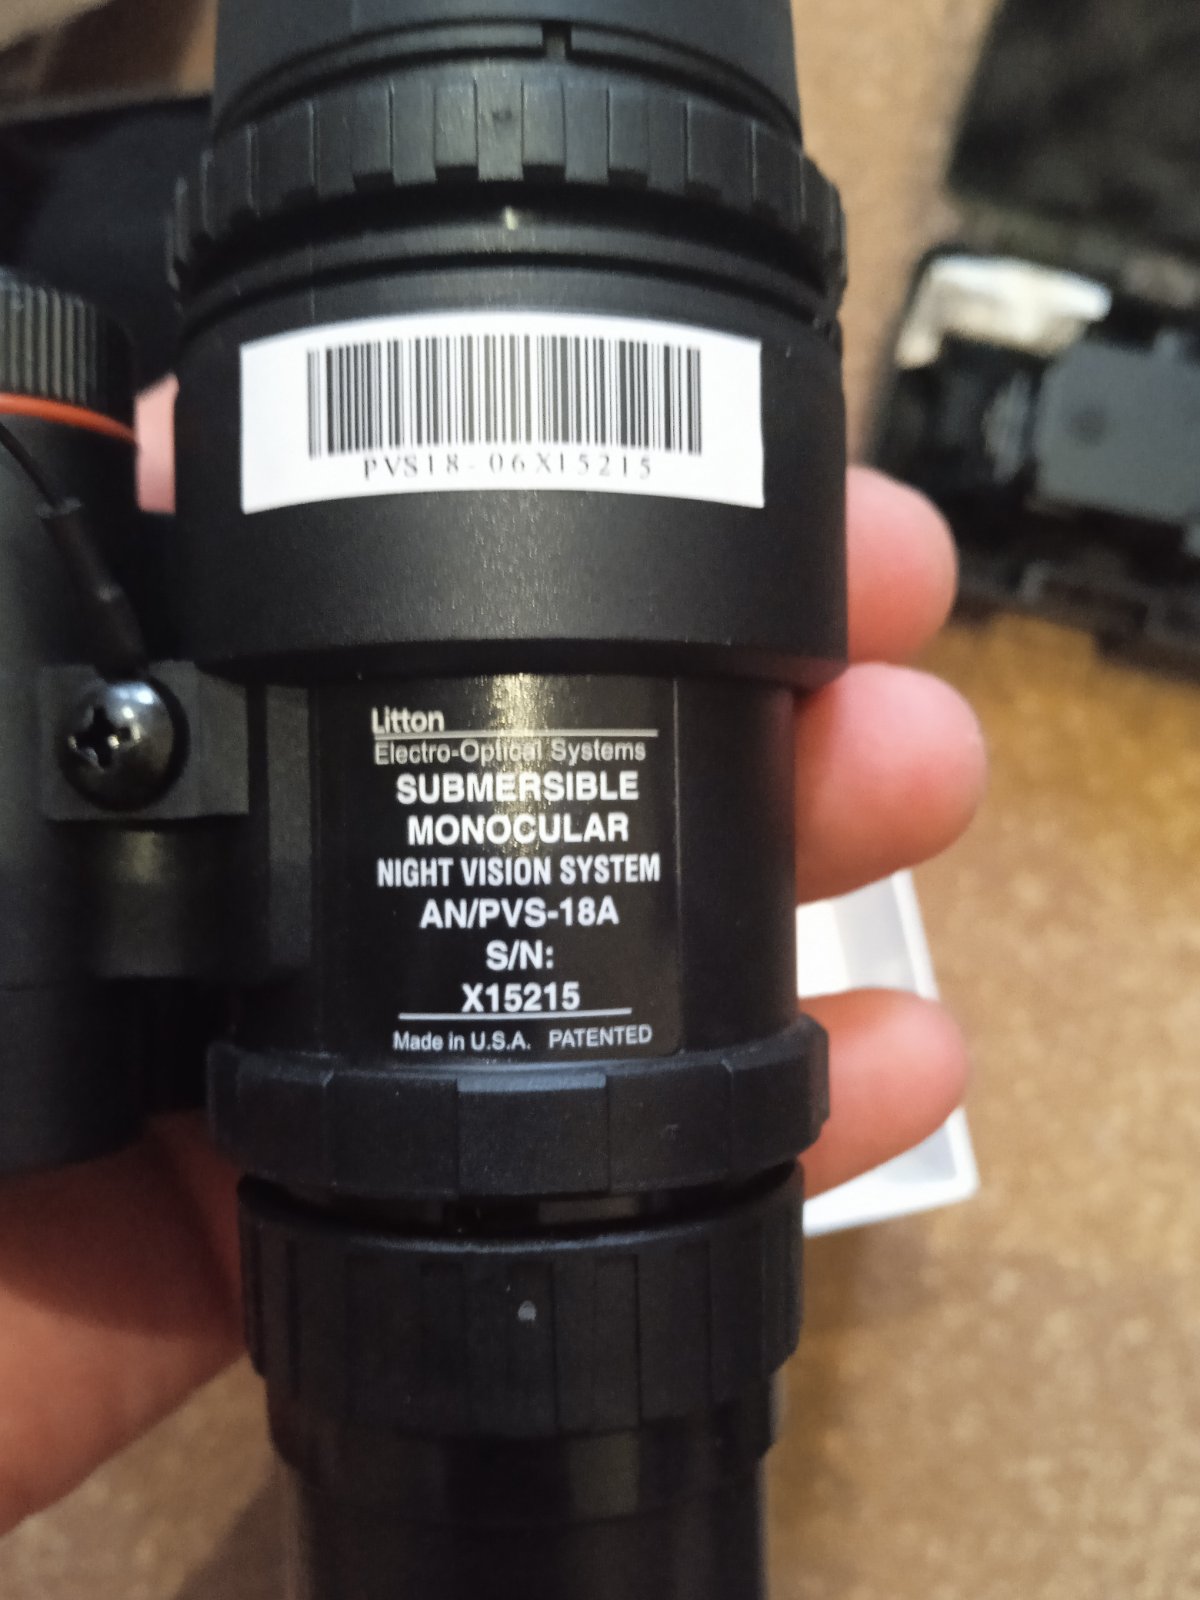 PVS18-06X15215
Litton
Electro-Optical Systems
SUBMERSIBLE
MONOCULAR
NIGHT VISION SYSTEM
AN/PVS-18A
S/N:
X15215
Made in U.S.A. PATENTED